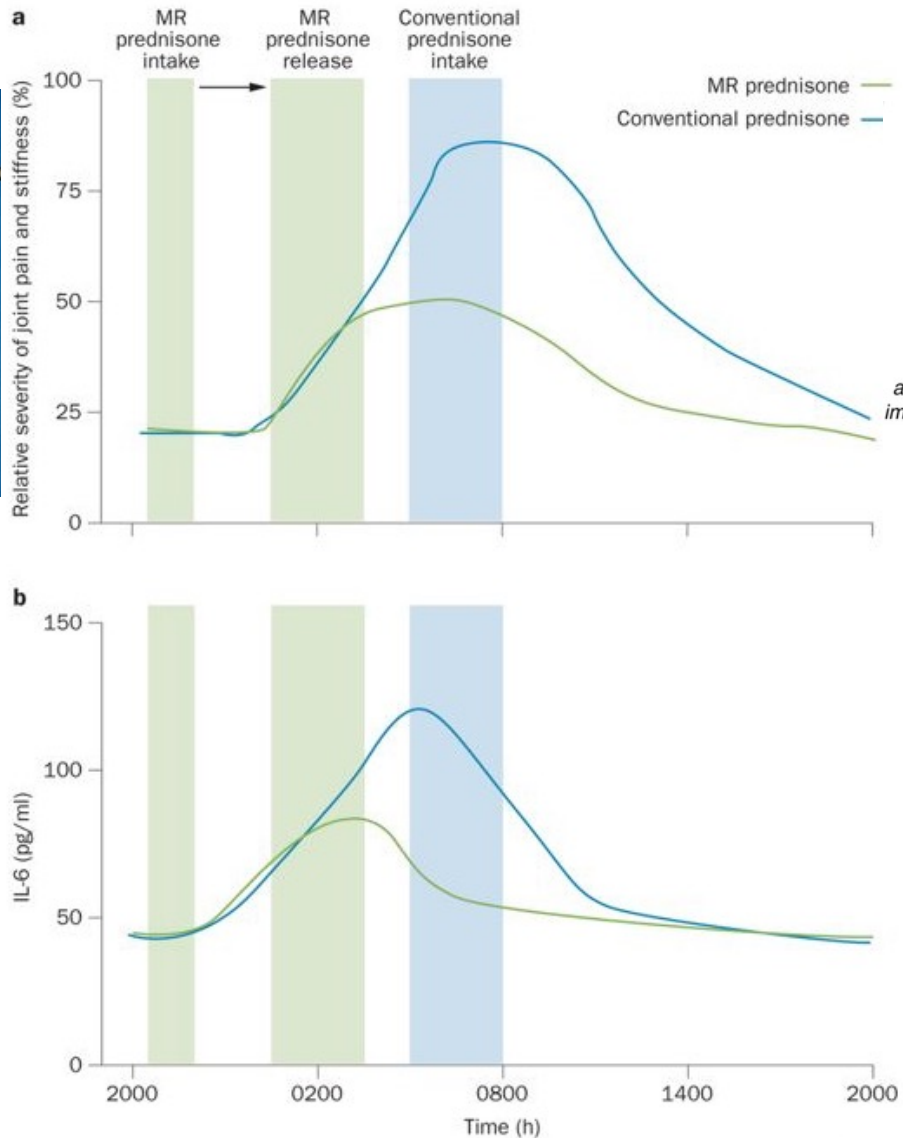 a
MR
prednisone
intake
MR
prednisone
release
Conventional
prednisone
intake
MR prednisone
Conventional prednisone
Relative severity of joint pain and stiffness (%)
100
75
50
25
0
a
im
b
IL-6 (pg/ml)
150
100
50
0
2000
0200
0800
1400
2000
Time (h)